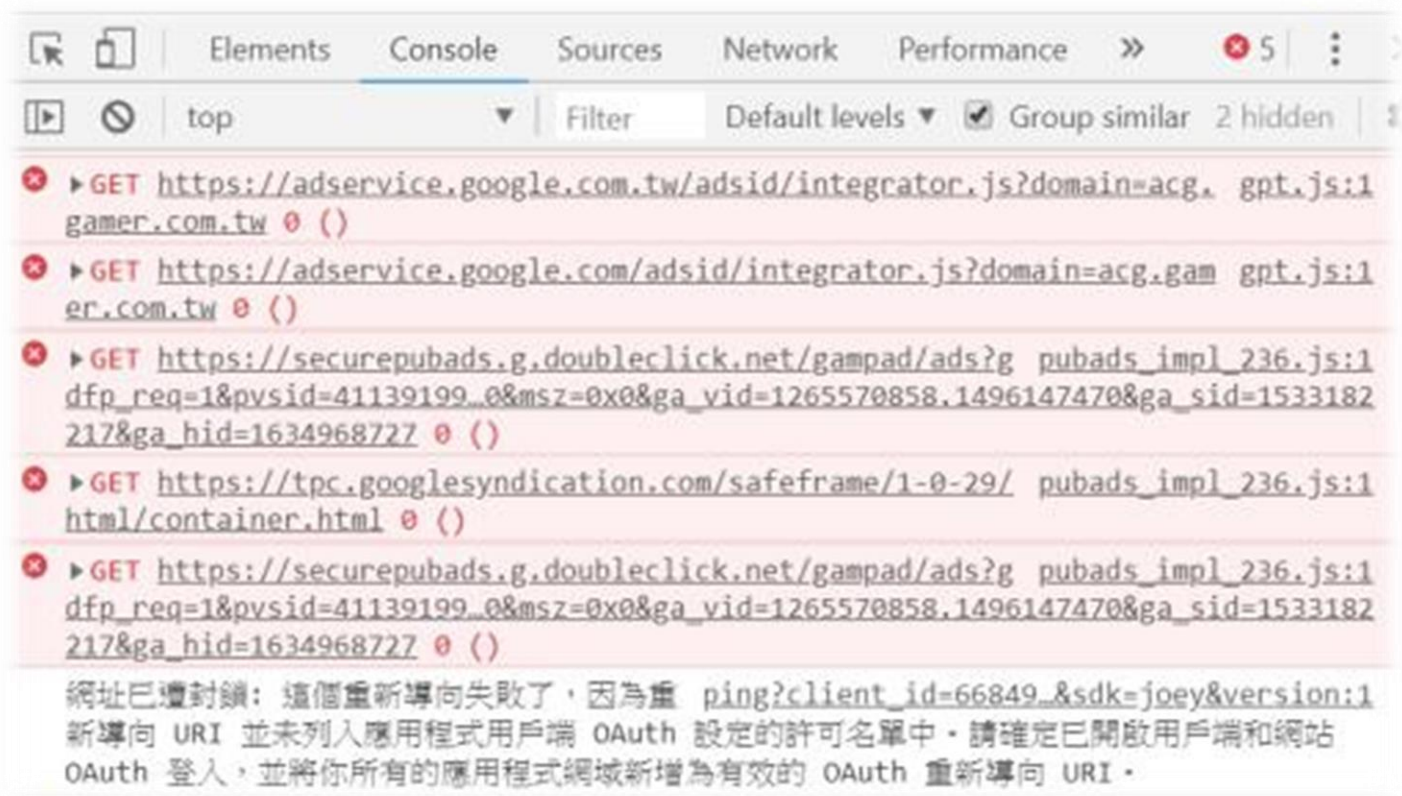 Elements Console Sources Network Performance » 5
top Filter Default levels Group similar 2 hidden
GET https://adservice.google.com.tw/adsid/integrator.js?domain=acg. gpt.js:1
gamer.com.tw 0 ()
GET https://adservice.google.com/adsid/integrator.js?domain=acg.gam gpt.js:1
er.com.tw 0 ()
GET https://securepubads.g.doubleclick.net/gampad/ads?g pubads_impl_236.js:1
dfp_req=1&pvsid=41139199…0&msz=0x0&ga_vid=1265570858.1496147470&ga_sid=1533182
217&ga_hid=1634968727 0 ()
GET https://tpc.googlesyndication.com/safeframe/1-0-29/ pubads_impl_236.js:1
html/container.html 0 ()
GET https://securepubads.g.doubleclick.net/gampad/ads?g pubads_impl_236.js:1
dfp_req=1&pvsid=41139199…0&msz=0x0&ga_vid=1265570858.1496147470&ga_sid=1533182
217&ga_hid=1634968727 0 ()
網址已遭封鎖: 這個重新導向失敗了，因為重 ping?client_id=66849…&sdk=joey&version:1
新導向 URI 並未列入應用程式用戶端 OAuth 設定的許可名單中。請確定已開啟用戶端和網站
OAuth 登入，並將你所有的應用程式網域新增為有效的 OAuth 重新導向 URI。